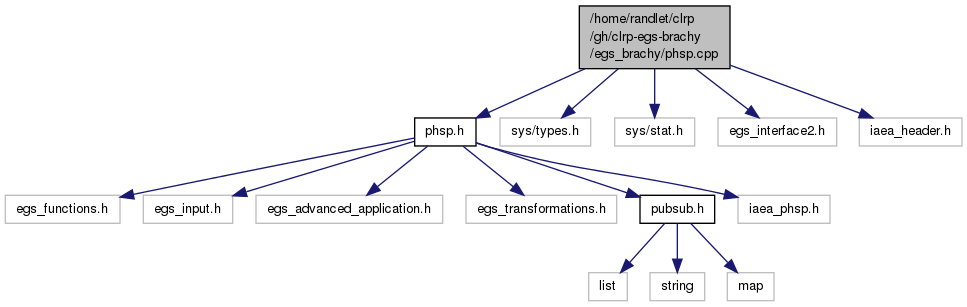 /home/randlet/clrp
/gh/clrp-egs-brachy
/egs_brachy/phsp.cpp
phsp.h
sys/types.h
sys/stat.h
egs_interface2.h
iaea_header.h
egs_functions.h
egs_input.h
egs_advanced_application.h
egs_transformations.h
pubsub.h
iaea_phsp.h
list
string
map